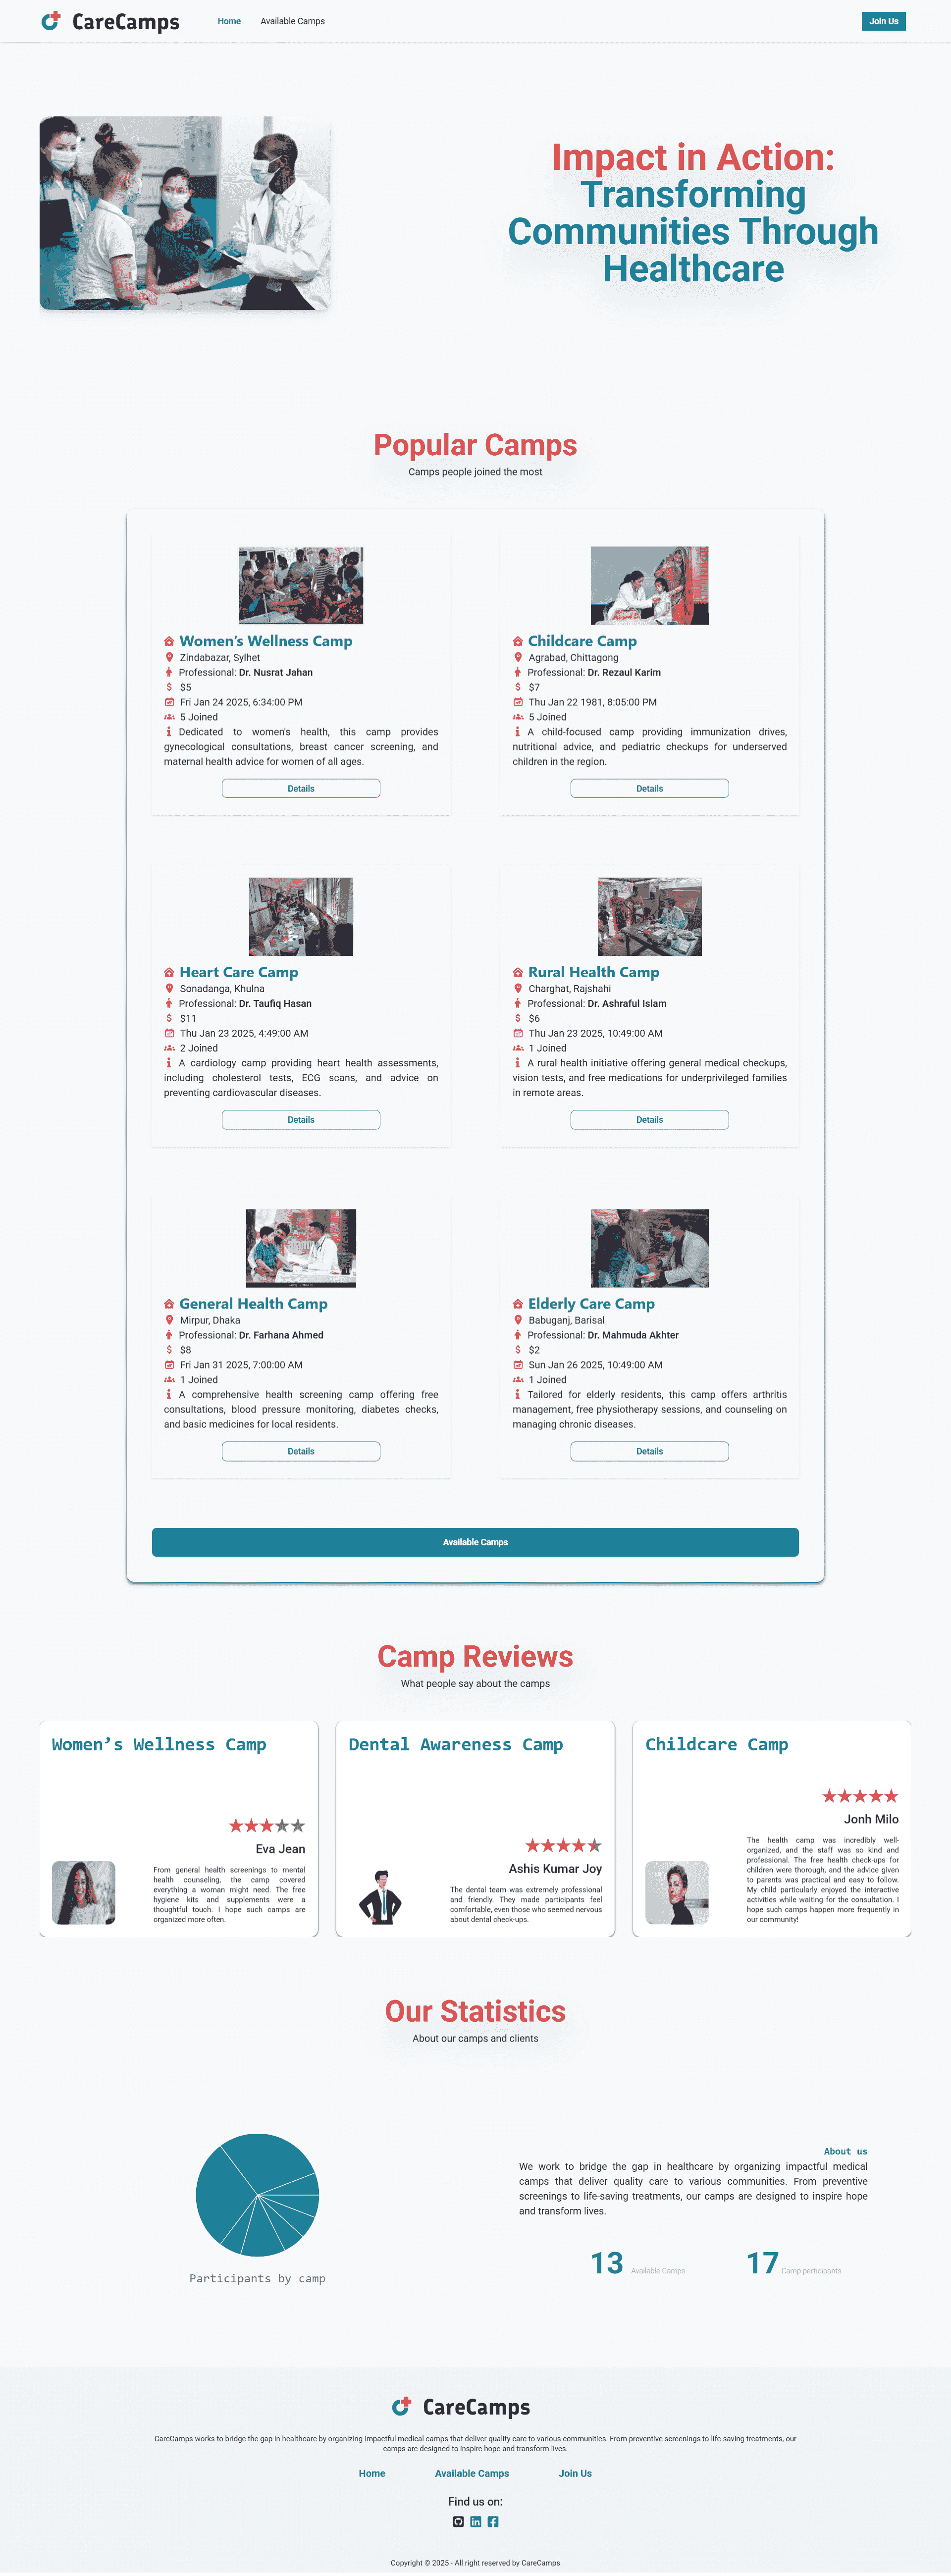 CareCamps
Home
Available Camps
Join Us
Impact in Action:
Transforming
Communities Through
Healthcare
Popular Camps
Camps people joined the most
Women's Wellness Camp
Zindabazar, Sylhet
Professional: Dr. Nusrat Jahan
$5
Fri Jan 24 2025, 6:34:00 PM
5 Joined
Dedicated to women's health, this camp provides
gynecological consultations, breast cancer screening, and
maternal health advice for women of all ages.
Details
Childcare Camp
Agrabad, Chittagong
Professional: Dr. Rezaul Karim
$7
Thu Jan 22 1981, 8:05:00 PM
5 Joined
A child-focused camp providing immunization drives,
nutritional advice, and pediatric checkups for underserved
children in the region.
Details
Heart Care Camp
Sonadanga, Khulna
Professional: Dr. Taufiq Hasan
$11
Thu Jan 23 2025, 4:49:00 AM
2 Joined
A cardiology camp providing heart health assessments,
including cholesterol tests, ECG scans, and advice on
preventing cardiovascular diseases.
Details
Rural Health Camp
Charghat, Rajshahi
Professional: Dr. Ashraful Islam
$6
Thu Jan 23 2025, 10:49:00 AM
1 Joined
A rural health initiative offering general medical checkups,
vision tests, and free medications for underprivileged families
in remote areas.
Details
General Health Camp
Mirpur, Dhaka
Professional: Dr. Farhana Ahmed
$8
Fri Jan 31 2025, 7:00:00 AM
1 Joined
A comprehensive health screening camp offering free
consultations, blood pressure monitoring, diabetes checks,
and basic medicines for local residents.
Details
Elderly Care Camp
Babuganj, Barisal
Professional: Dr. Mahmuda Akhter
$2
Sun Jan 26 2025, 10:49:00 AM
1 Joined
Tailored for elderly residents, this camp offers arthritis
management, free physiotherapy sessions, and counseling on
managing chronic diseases.
Details
Available Camps
Camp Reviews
What people say about the camps
Women's Wellness Camp
Eva Jean
From general health screenings to mental
health counseling, the camp covered
everything a woman might need. The free
hygiene kits and supplements were a
thoughtful touch. I hope such camps are
organized more often.
Dental Awareness Camp
Ashis Kumar Joy
The dental team was extremely professional
and friendly. They made participants feel
comfortable, even those who seemed nervous
about dental check-ups.
Childcare Camp
Jonh Milo
The health camp was incredibly well-
organized, and the staff was so kind and
professional. The free health check-ups for
children were thorough, and the advice given
to parents was practical and easy to follow.
My child particularly enjoyed the interactive
activities while waiting for the consultation. I
hope such camps happen more frequently in
our community!
Our Statistics
About our camps and clients
Participants by camp
About us
We work to bridge the gap in healthcare by organizing impactful medical
camps that deliver quality care to various communities. From preventive
screenings to life-saving treatments, our camps are designed to inspire hope
and transform lives.
13 Available Camps
17 Camp participants
CareCamps
CareCamps works to bridge the gap in healthcare by organizing impactful medical camps that deliver quality care to various communities. From preventive screenings to life-saving treatments, our
camps are designed to inspire hope and transform lives.
Home
Available Camps
Join Us
Find us on:
Copyright © 2025 - All right reserved by CareCamps